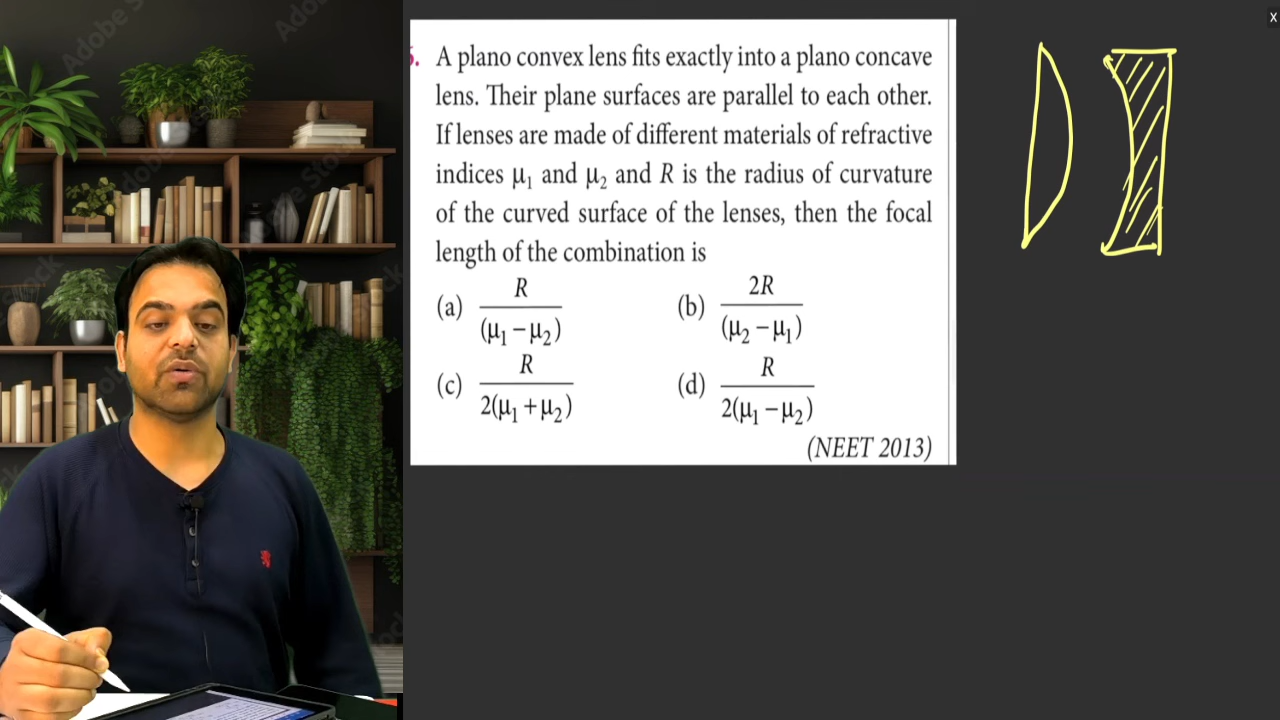 5. A plano convex lens fits exactly into a plano concave
lens. Their plane surfaces are parallel to each other.
If lenses are made of different materials of refractive
indices μ₁ and μ₂ and R is the radius of curvature
of the curved surface of the lenses, then the focal
length of the combination is
(a) R/(μ₁ − μ₂) (b) 2R/(μ₂ − μ₁)
(c) R/2(μ₁ + μ₂) (d) R/2(μ₁ − μ₂)
(NEET 2013)
X
Adobe Stock